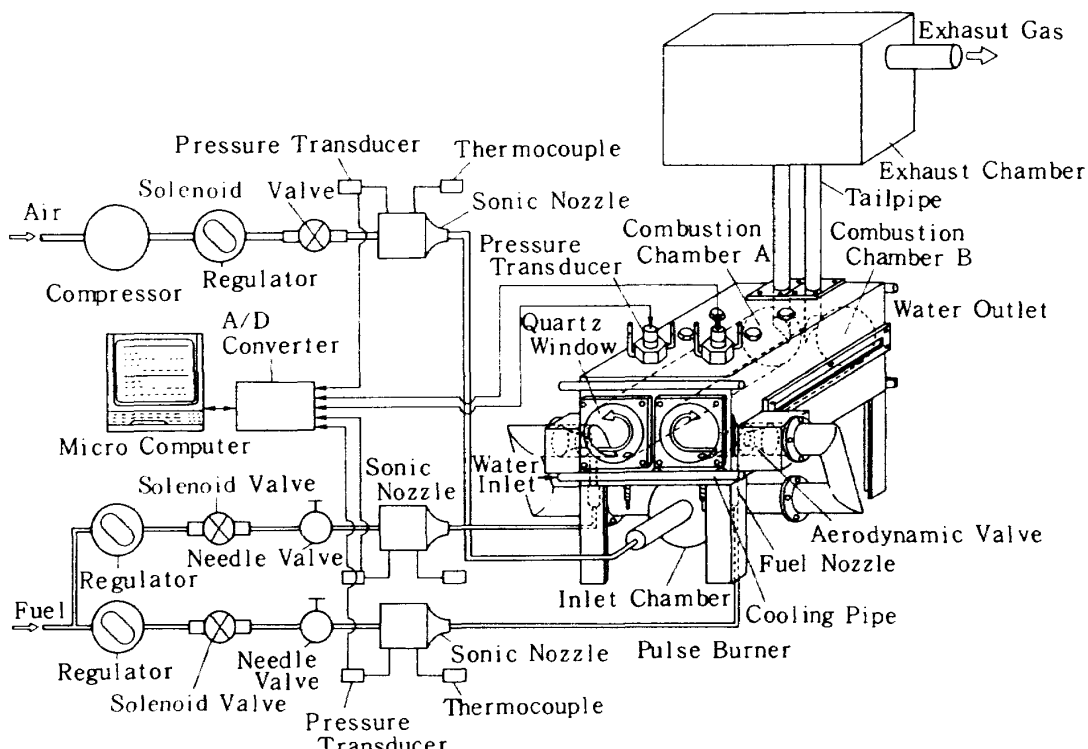 Exhasut Gas
Pressure Transducer
Thermocouple
Exhaust Chamber
Solenoid Valve
Tailpipe
Air
Sonic Nozzle
Combustion
Chamber A
Combustion
Chamber B
Pressure
Transducer
Regulator
Compressor
Water Outlet
A/D
Converter
Quartz
Window
Micro Computer
Water
Inlet
Sonic
Nozzle
Solenoid Valve
Aerodynamic Valve
Needle Valve
Fuel Nozzle
Regulator
Inlet Chamber
Fuel
Cooling Pipe
Regulator
Needle
Valve
Sonic Nozzle
Pulse Burner
Solenoid Valve
Thermocouple
Pressure
Transducer